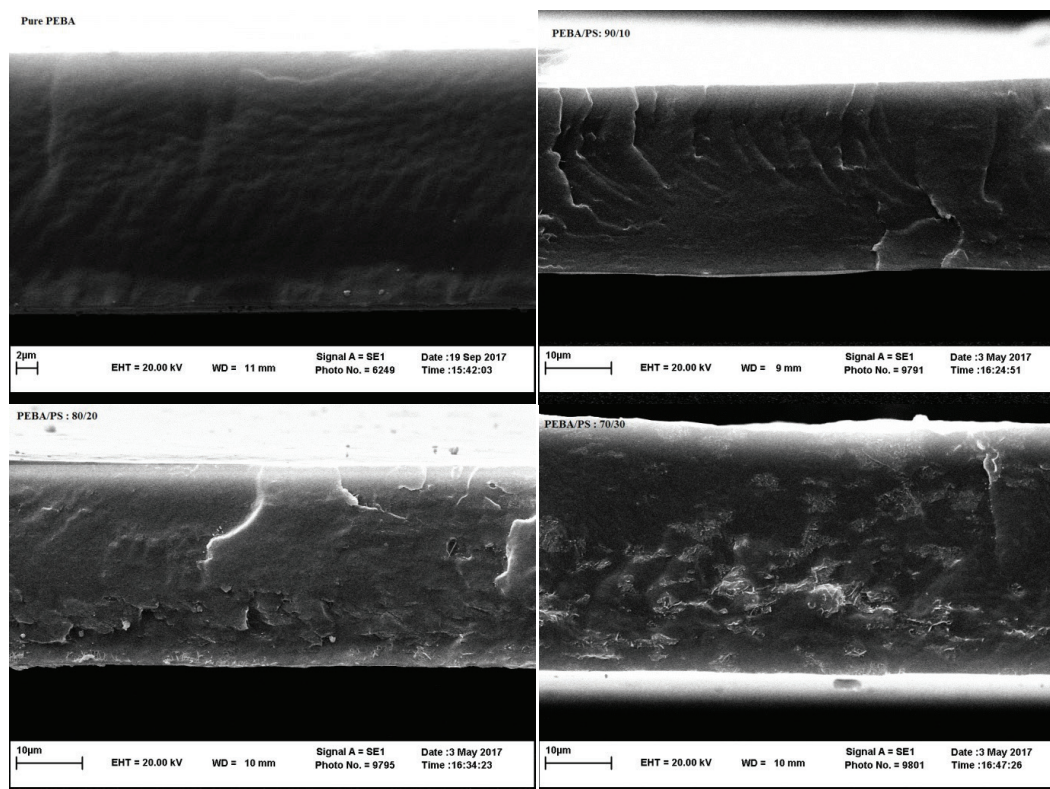 Pure PEBA
2µm
EHT = 20.00 kV WD = 11 mm
Signal A = SE1 Date :19 Sep 2017
Photo No. = 6249 Time :15:42:03
PEBA/PS: 90/10
10µm
EHT = 20.00 kV WD = 9 mm
Signal A = SE1 Date :3 May 2017
Photo No. = 9791 Time :16:24:51
PEBA/PS : 80/20
10µm
EHT = 20.00 kV WD = 10 mm
Signal A = SE1 Date :3 May 2017
Photo No. = 9795 Time :16:34:23
PEBA/PS : 70/30
10µm
EHT = 20.00 kV WD = 10 mm
Signal A = SE1 Date :3 May 2017
Photo No. = 9801 Time :16:47:26